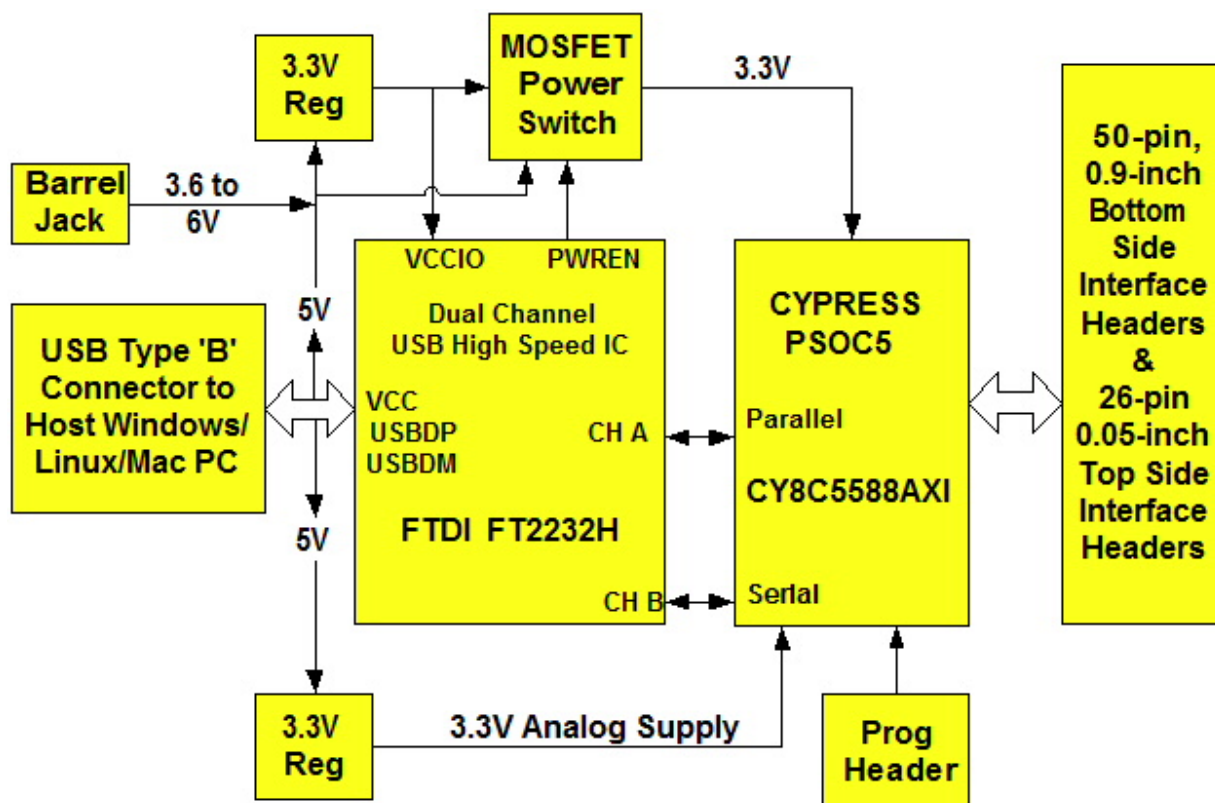 3.3V
Reg
MOSFET
Power
Switch
3.3V
Barrel
Jack
3.6 to
6V
5V
USB Type 'B'
Connector to
Host Windows/
Linux/Mac PC
5V
VCCIO PWREN
Dual Channel
USB High Speed IC
VCC
USBDP
USBDM
CH A
FTDI FT2232H
CH B
CYPRESS
PSOC5
Parallel
CY8C5588AXI
Serial
50-pin,
0.9-inch
Bottom
Side
Interface
Headers
&
26-pin
0.05-inch
Top Side
Interface
Headers
3.3V
Reg
3.3V Analog Supply
Prog
Header